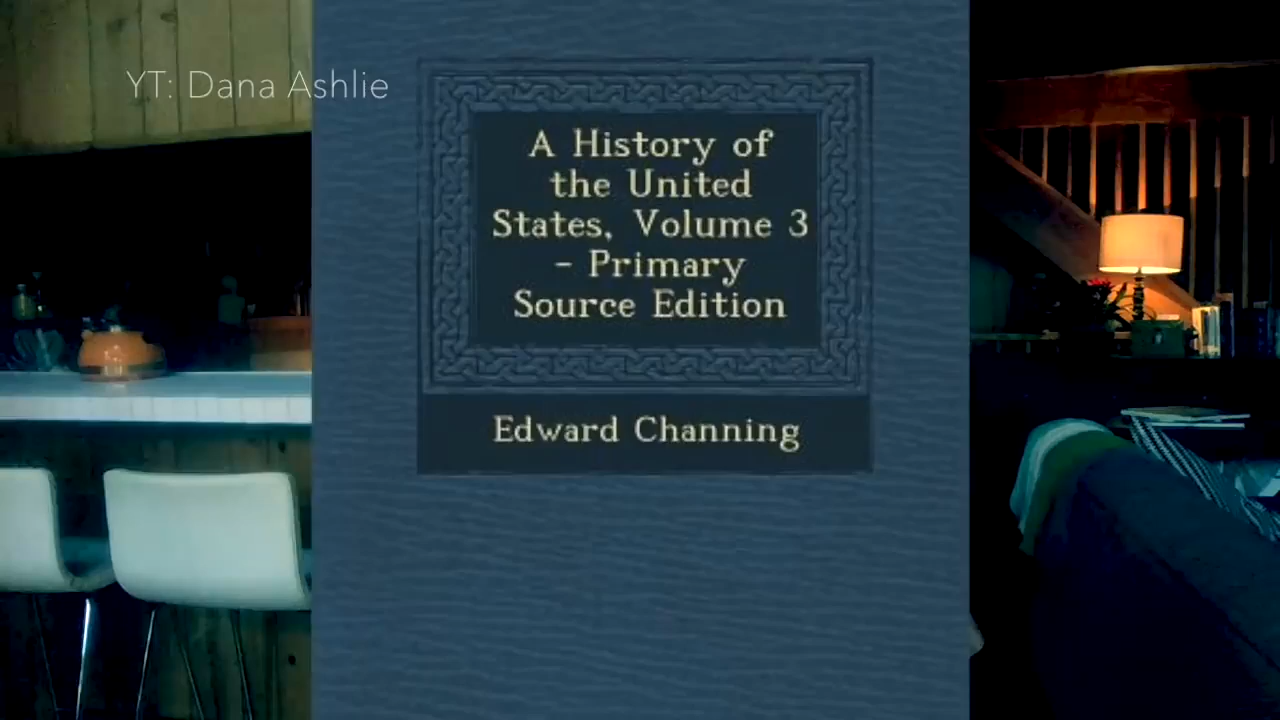 YT: Dana Ashlie
A History of
the United
States, Volume 3
- Primary
Source Edition
Edward Channing